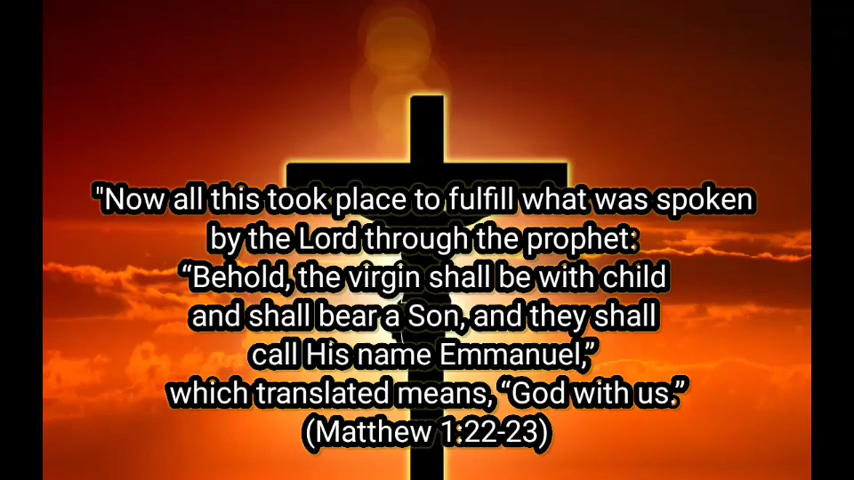 "Now all this took place to fulfill what was spoken
by the Lord through the prophet:
“Behold, the virgin shall be with child
and shall bear a Son, and they shall
call His name Emmanuel,”
which translated means, “God with us.”
(Matthew 1:22-23)